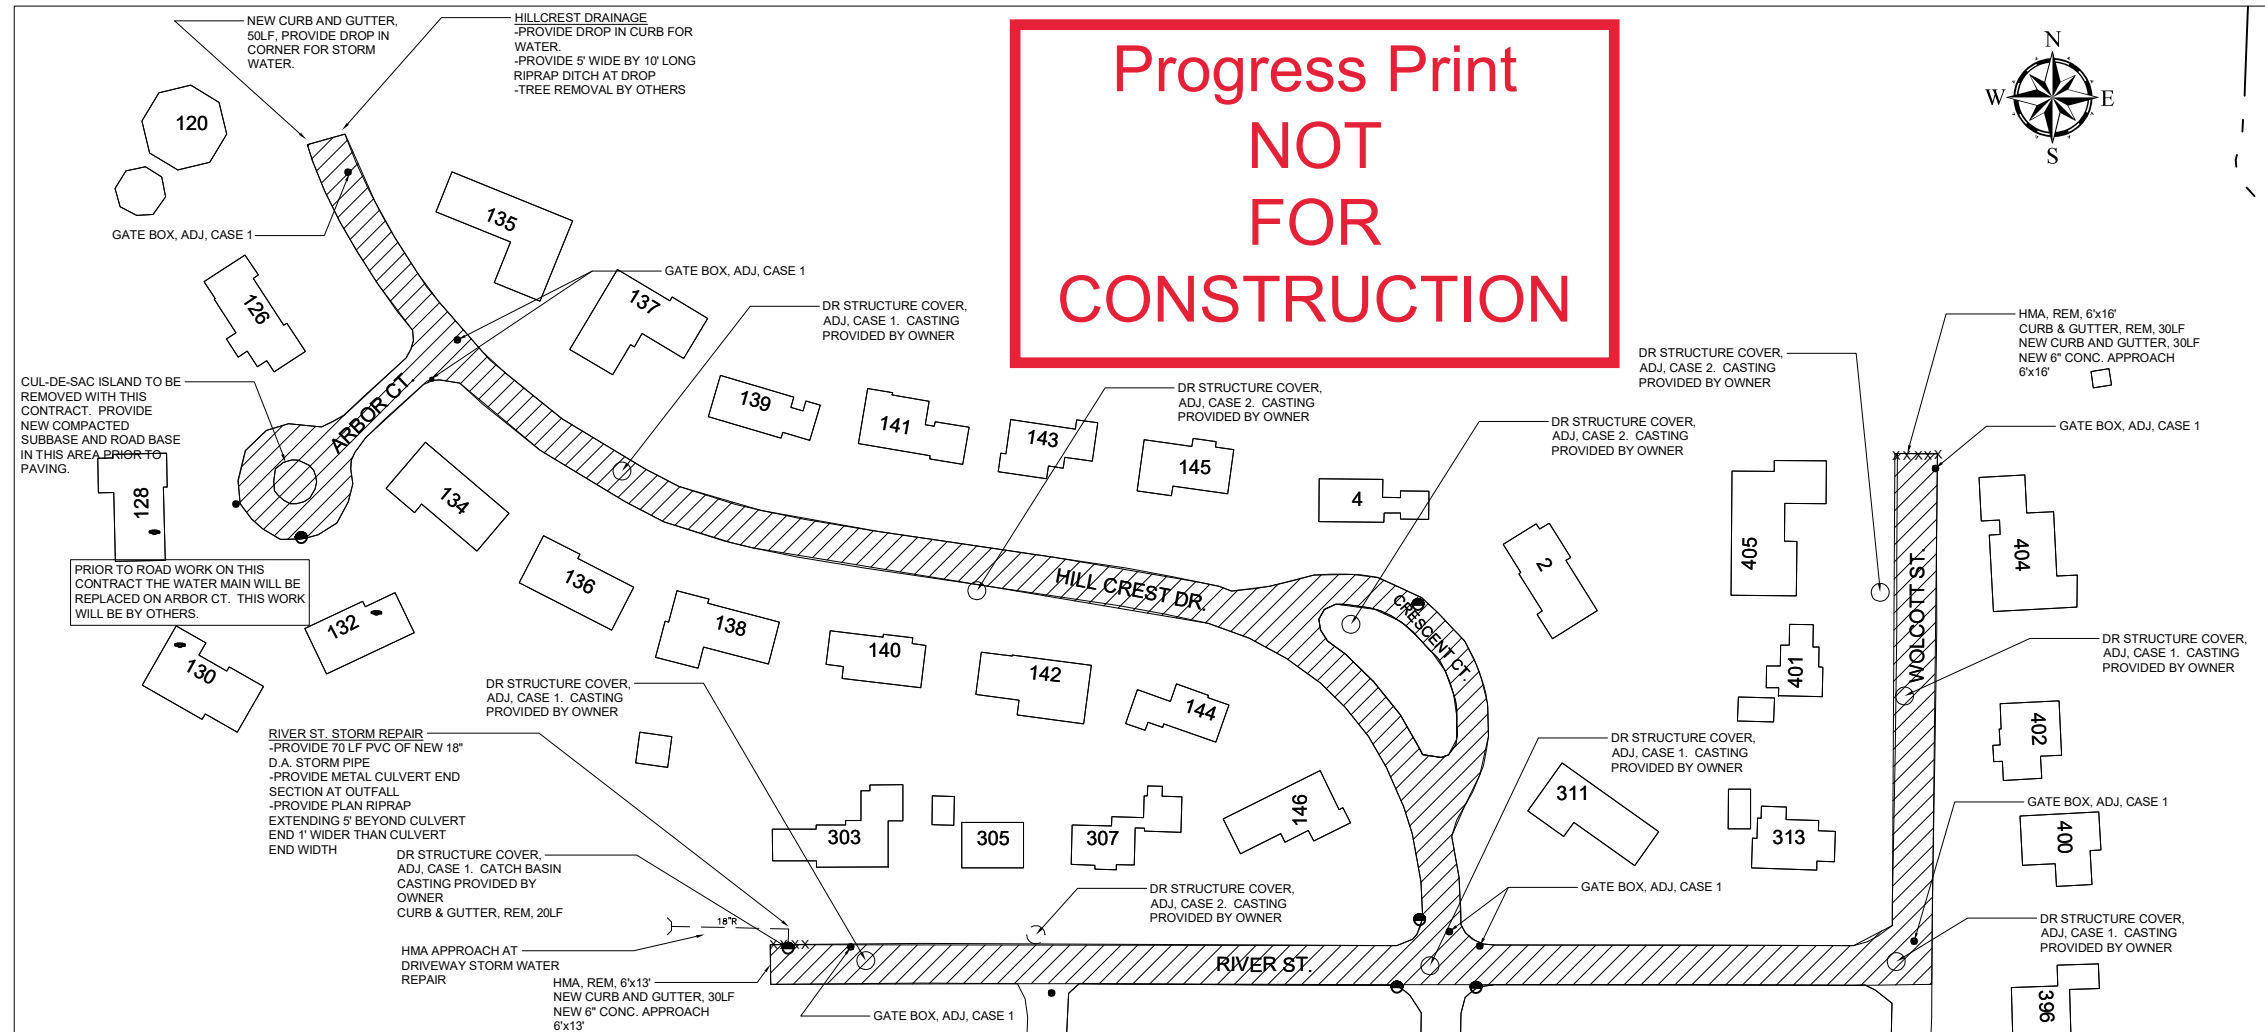 NEW CURB AND GUTTER,
50LF, PROVIDE DROP IN
CORNER FOR STORM
WATER.
HILLCREST DRAINAGE
-PROVIDE DROP IN CURB FOR
WATER.
-PROVIDE 5' WIDE BY 10' LONG
RIPRAP DITCH AT DROP
-TREE REMOVAL BY OTHERS
Progress Print
NOT
FOR
CONSTRUCTION
N
W
E
S
120
135
GATE BOX, ADJ, CASE 1
GATE BOX, ADJ, CASE 1
126
137
DR STRUCTURE COVER,
ADJ, CASE 1. CASTING
PROVIDED BY OWNER
HMA, REM, 6'x16'
CURB & GUTTER, REM, 30LF
NEW CURB AND GUTTER, 30LF
NEW 6" CONC. APPROACH
6'x16'
DR STRUCTURE COVER,
ADJ, CASE 2. CASTING
PROVIDED BY OWNER
CUL-DE-SAC ISLAND TO BE
REMOVED WITH THIS
CONTRACT. PROVIDE
NEW COMPACTED
SUBBASE AND ROAD BASE
IN THIS AREA PRIOR TO
PAVING.
ARBOR CT.
139
141
143
145
DR STRUCTURE COVER,
ADJ, CASE 2. CASTING
PROVIDED BY OWNER
DR STRUCTURE COVER,
ADJ, CASE 2. CASTING
PROVIDED BY OWNER
GATE BOX, ADJ, CASE 1
XXXXX
128
134
4
2
405
404
WOLCOTT ST.
PRIOR TO ROAD WORK ON THIS
CONTRACT THE WATER MAIN WILL BE
REPLACED ON ARBOR CT. THIS WORK
WILL BE BY OTHERS.
136
HILL CREST DR.
CRESCENT CT.
132
138
140
142
144
130
401
DR STRUCTURE COVER,
ADJ, CASE 1. CASTING
PROVIDED BY OWNER
DR STRUCTURE COVER,
ADJ, CASE 1. CASTING
PROVIDED BY OWNER
402
RIVER ST. STORM REPAIR
-PROVIDE 70 LF PVC OF NEW 18"
D.A. STORM PIPE
-PROVIDE METAL CULVERT END
SECTION AT OUTFALL
-PROVIDE PLAN RIPRAP
EXTENDING 5' BEYOND CULVERT
END 1' WIDER THAN CULVERT
END WIDTH
DR STRUCTURE COVER,
ADJ, CASE 1. CASTING
PROVIDED BY OWNER
311
146
303
305
307
313
GATE BOX, ADJ, CASE 1
400
DR STRUCTURE COVER,
ADJ, CASE 1. CATCH BASIN
CASTING PROVIDED BY
OWNER
CURB & GUTTER, REM, 20LF
DR STRUCTURE COVER,
ADJ, CASE 2. CASTING
PROVIDED BY OWNER
GATE BOX, ADJ, CASE 1
DR STRUCTURE COVER,
ADJ, CASE 1. CASTING
PROVIDED BY OWNER
18"R
XXXX
HMA APPROACH AT
DRIVEWAY STORM WATER
REPAIR
RIVER ST.
HMA, REM, 6'x13'
NEW CURB AND GUTTER, 30LF
NEW 6" CONC. APPROACH
6'x13'
GATE BOX, ADJ, CASE 1
396